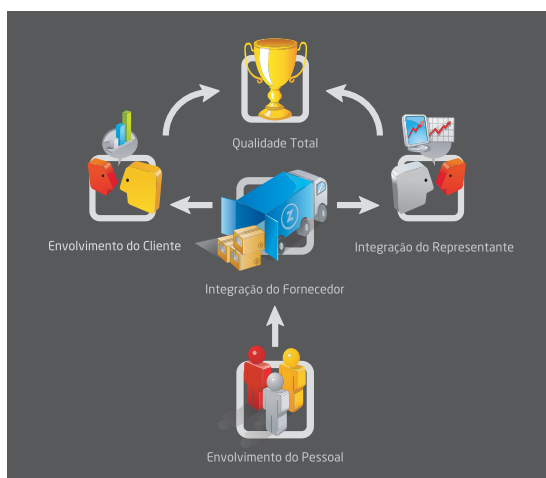 Qualidade Total
Envolvimento do Cliente
Integração do Representante
Z
Integração do Fornecedor
Envolvimento do Pessoal